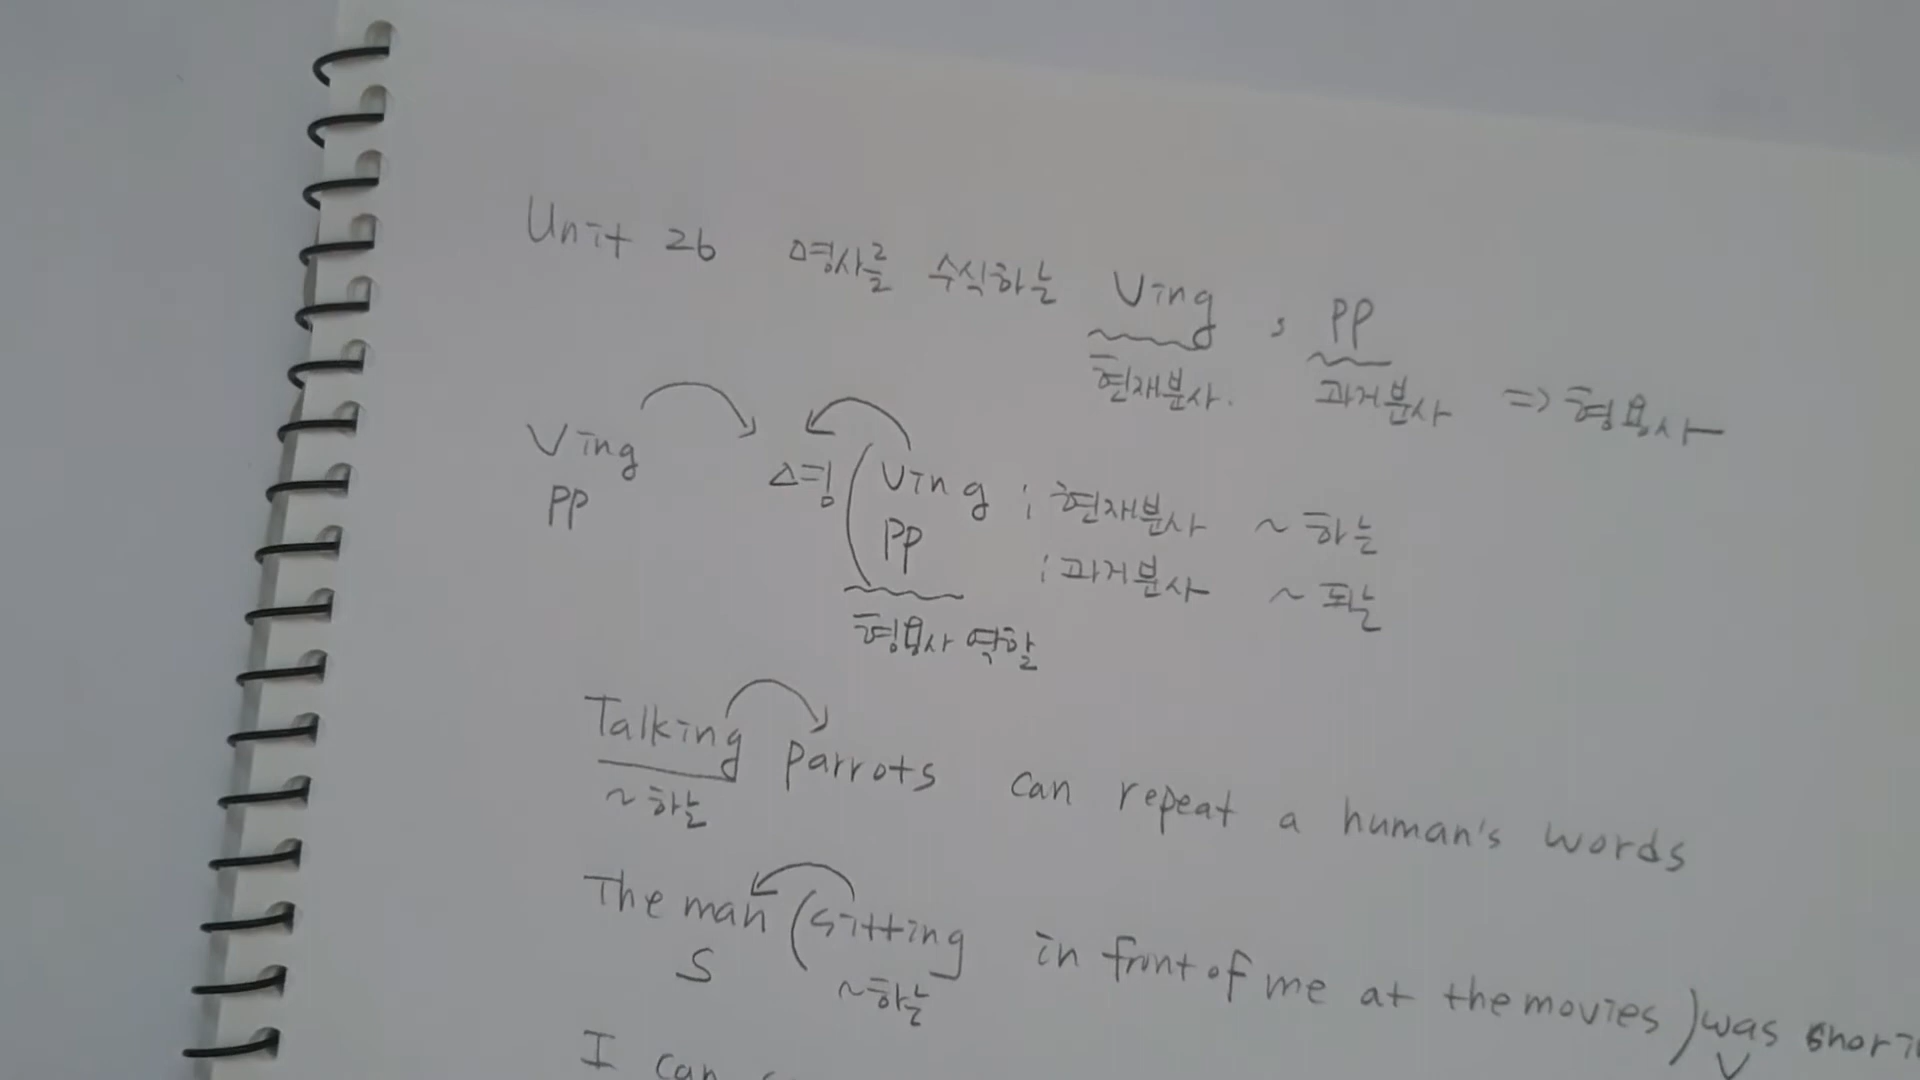 Unit 26 명사를 수식하는 Ving , PP
현재분사. 과거분사 => 형용사
Ving 명 (Ving ; 현재분사 ~하는
PP PP ; 과거분사 ~되는
형용사 역할
Talking parrots can repeat a human's words
~하는
The man (sitting in front of me at the movies) was
S ~하는 V
I can